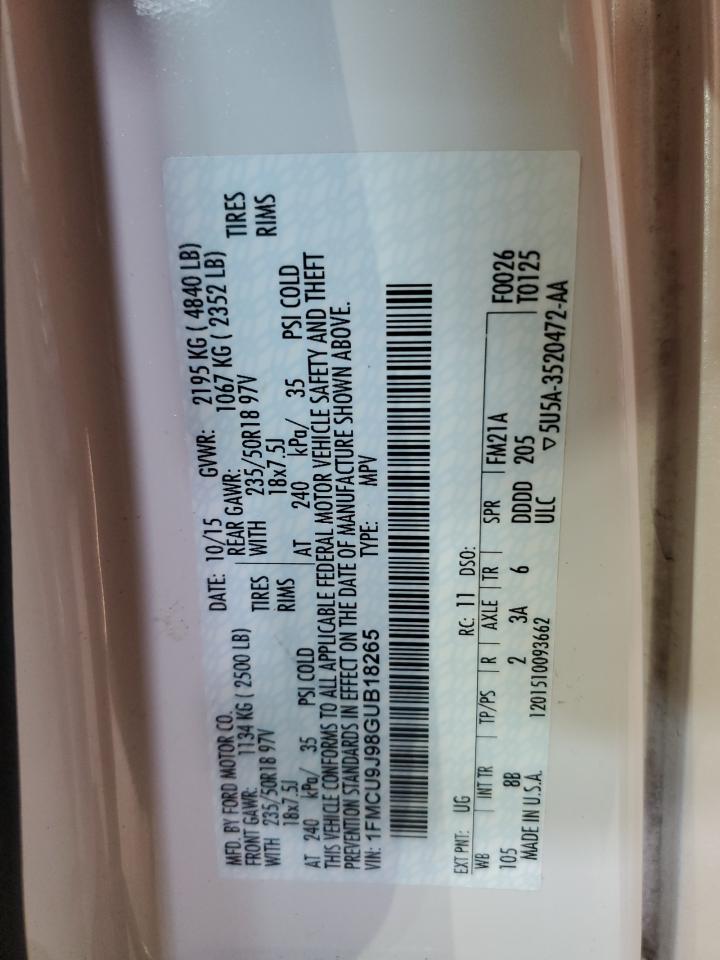 MFD. BY FORD MOTOR CO. DATE: 10/15 GVWR: 2195 KG ( 4840 LB)
FRONT GAWR: 1134 KG ( 2500 LB) REAR GAWR: 1067 KG ( 2352 LB)
WITH 235/50R18 97V TIRES WITH 235/50R18 97V TIRES
18x7.5J RIMS 18x7.5J RIMS
AT 240 kPa/ 35 PSI COLD AT 240 kPa/ 35 PSI COLD
THIS VEHICLE CONFORMS TO ALL APPLICABLE FEDERAL MOTOR VEHICLE SAFETY AND THEFT
PREVENTION STANDARDS IN EFFECT ON THE DATE OF MANUFACTURE SHOWN ABOVE.
VIN: 1FMCU9J98GUB18265 TYPE: MPV
EXT PNT: UG RC: 11 DSO:
WB INT TR TP/PS R AXLE TR SPR FM21A F0026
105 8B 2 3A 6 DDDD 205 T0125
MADE IN U.S.A. 1201510093662 ULC ▽5U5A-3520472-AA